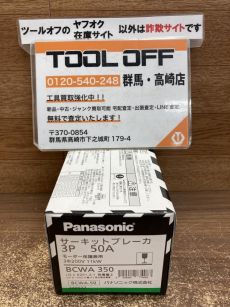 ツールオフの ヤフオク 以外は詐欺サイトです
在庫サイト
TOOL OFF
0120-540-248 群馬・高崎店
工具買取強化中！！
新品・中古・ジャンク買取可能 宅配査定・出張査定・LINE査定
無料で査定いたします！
〒370-0854
群馬県高崎市下之城町 179-4
Panasonic
サーキットブレーカ
3P 50A
モーター保護兼用
3φ200V 11kW
BCWA 350
BCWA-50
パナソニック株式会社